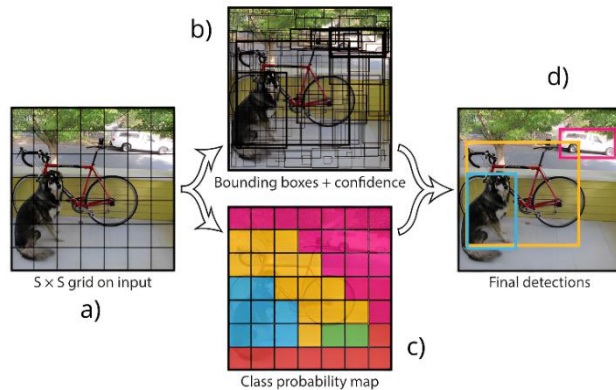 b)
d)
S × S grid on input
a)
Bounding boxes + confidence
Final detections
c)
Class probability map